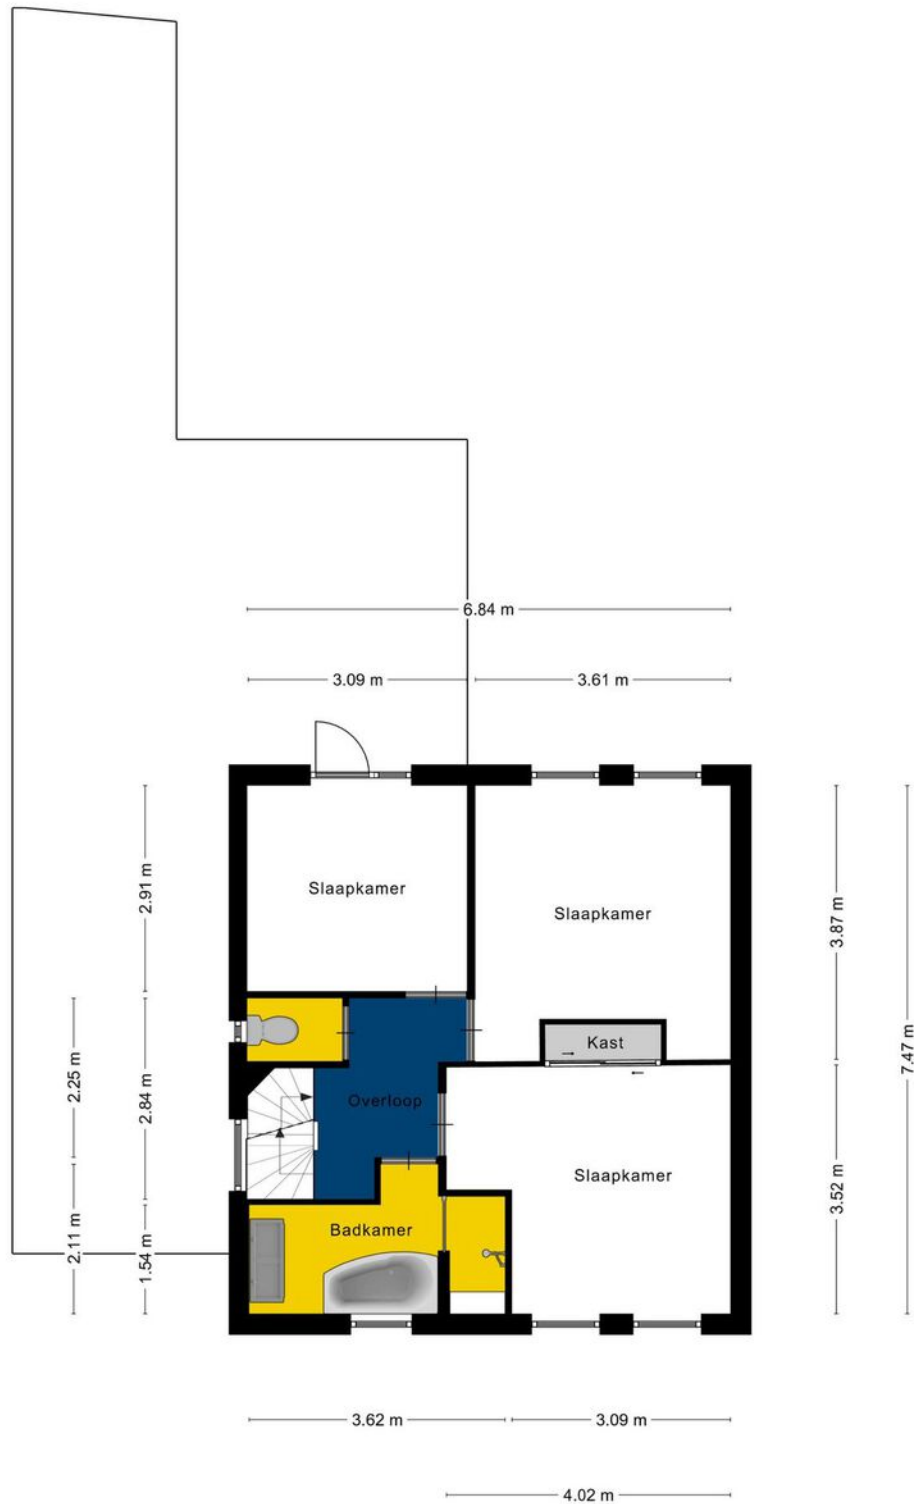 6.84 m
3.09 m
3.61 m
2.91 m
Slaapkamer
Slaapkamer
3.87 m
7.47 m
Kast
2.25 m
2.84 m
Overloop
Slaapkamer
3.52 m
2.11 m
1.54 m
Badkamer
3.62 m
3.09 m
4.02 m